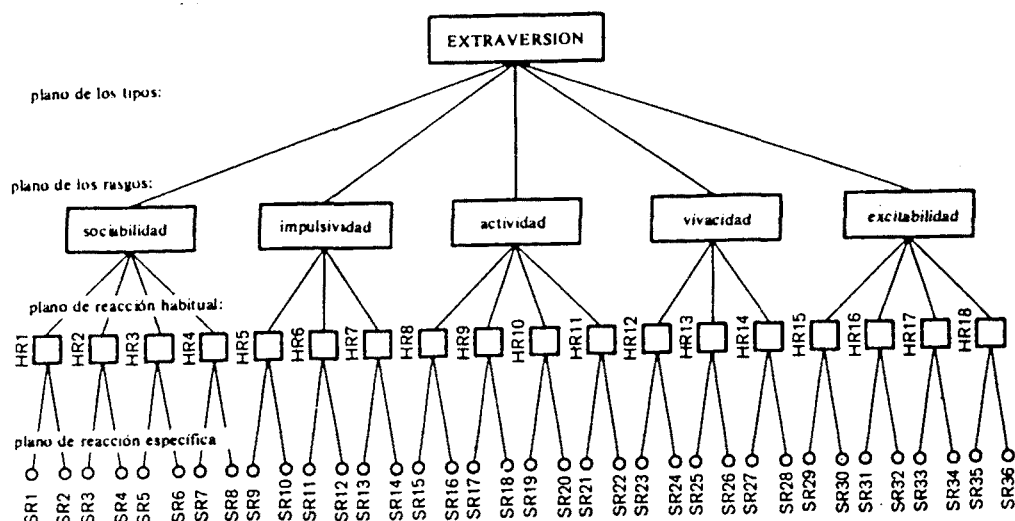 EXTRAVERSION
plano de los tipos:
plano de los rasgos:
sociabilidad
impulsividad
actividad
vivacidad
excitabilidad
plano de reacción habitual:
HR1
HR2
HR3
HR4
HR5
HR6
HR7
HR8
HR9
HR10
HR11
HR12
HR13
HR14
HR15
HR16
HR17
HR18
plano de reacción específica
SR1
SR2
SR3
SR4
SR5
SR6
SR7
SR8
SR9
SR10
SR11
SR12
SR13
SR14
SR15
SR16
SR17
SR18
SR19
SR20
SR21
SR22
SR23
SR24
SR25
SR26
SR27
SR28
SR29
SR30
SR31
SR32
SR33
SR34
SR35
SR36